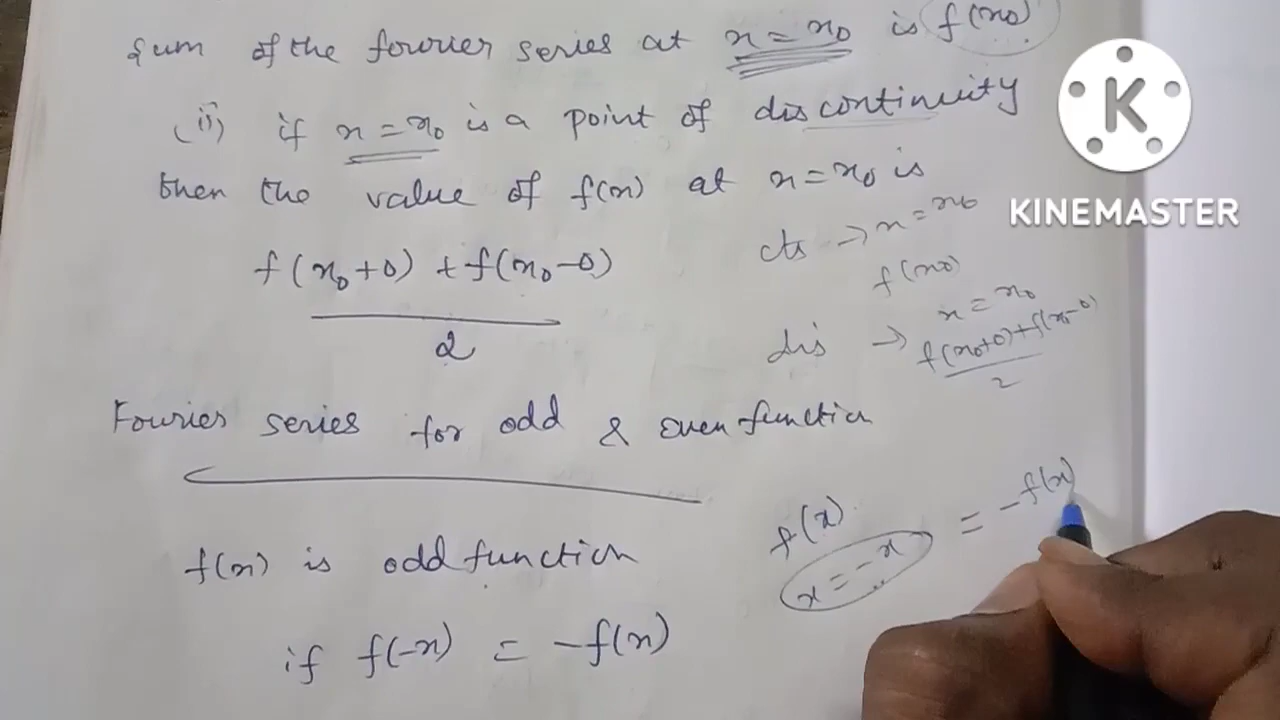 sum of the fourier series at x = x0 is f(x0)
(ii) if x = x0 is a point of discontinuity
then the value of f(x) at x = x0 is
f(x0+0) + f(x0-0)
2
cts → x = x0
f(x0)
dis → x = x0
f(x0+0)+f(x0-0)
2
Fourier series for odd & even function
f(x) is odd function
if f(-x) = -f(x)
f(x)
x = -x = -f(x)
K
KINEMASTER